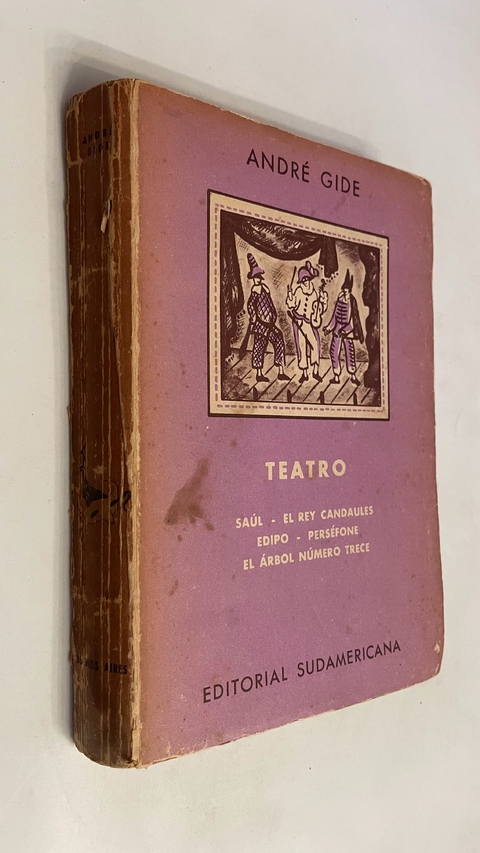 ANDRÉ GIDE
TEATRO
SAÚL - EL REY CANDAULES
EDIPO - PERSÉFONE
EL ÁRBOL NÚMERO TRECE
EDITORIAL SUDAMERICANA
ANDRÉ
GIDE
AIRES